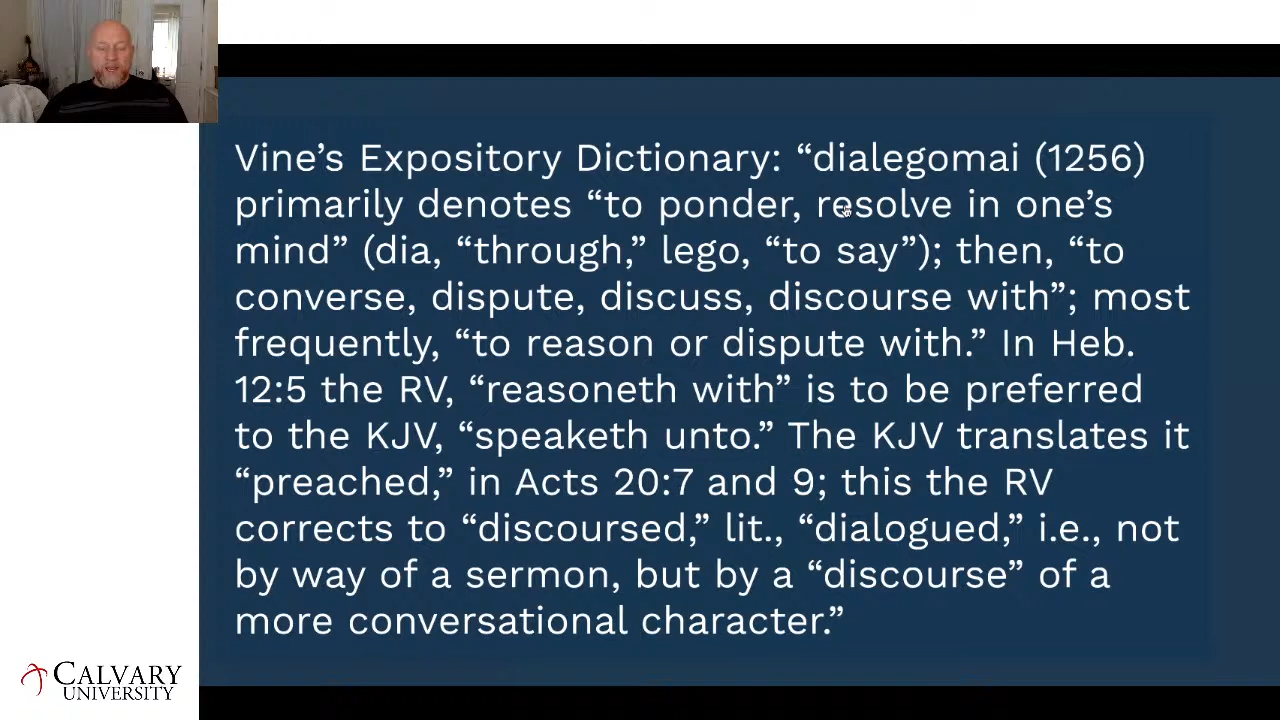 Vine’s Expository Dictionary: “dialegomai (1256)
primarily denotes “to ponder, resolve in one’s
mind” (dia, “through,” lego, “to say”); then, “to
converse, dispute, discuss, discourse with”; most
frequently, “to reason or dispute with.” In Heb.
12:5 the RV, “reasoneth with” is to be preferred
to the KJV, “speaketh unto.” The KJV translates it
“preached,” in Acts 20:7 and 9; this the RV
corrects to “discoursed,” lit., “dialogued,” i.e., not
by way of a sermon, but by a “discourse” of a
more conversational character.”
CALVARY
UNIVERSITY